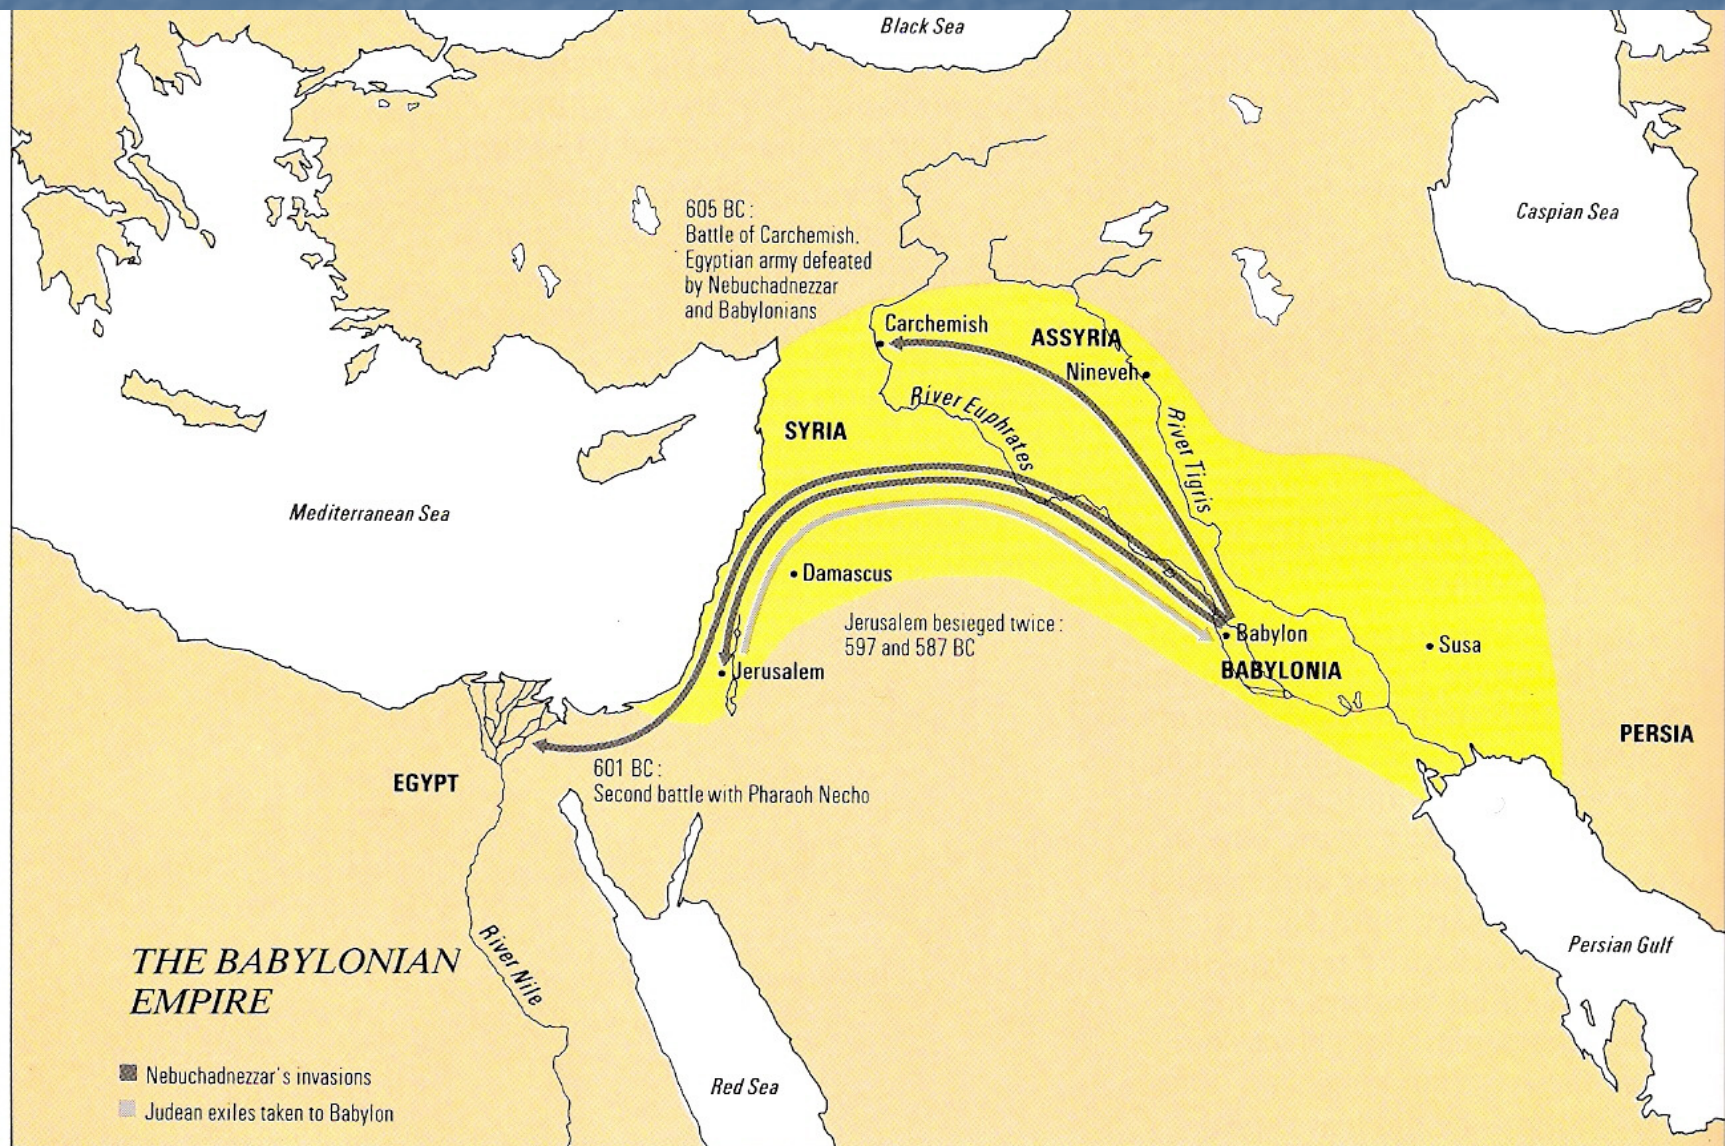 Black Sea
Caspian Sea
605 BC :
Battle of Carchemish.
Egyptian army defeated
by Nebuchadnezzar
and Babylonians
Carchemish
ASSYRIA
Nineveh
River Euphrates
River Tigris
SYRIA
Mediterranean Sea
Damascus
Jerusalem besieged twice :
597 and 587 BC
Babylon
BABYLONIA
Susa
Jerusalem
PERSIA
EGYPT
601 BC :
Second battle with Pharaoh Necho
River Nile
Persian Gulf
Red Sea
THE BABYLONIAN
EMPIRE
Nebuchadnezzar's invasions
Judean exiles taken to Babylon